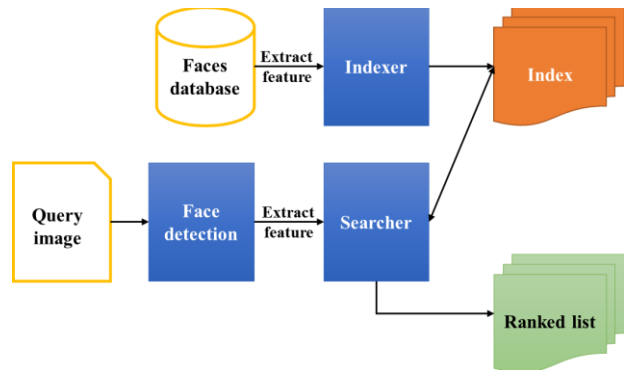 Faces
database
Extract
feature
Indexer
Index
Query
image
Face
detection
Extract
feature
Searcher
Ranked list